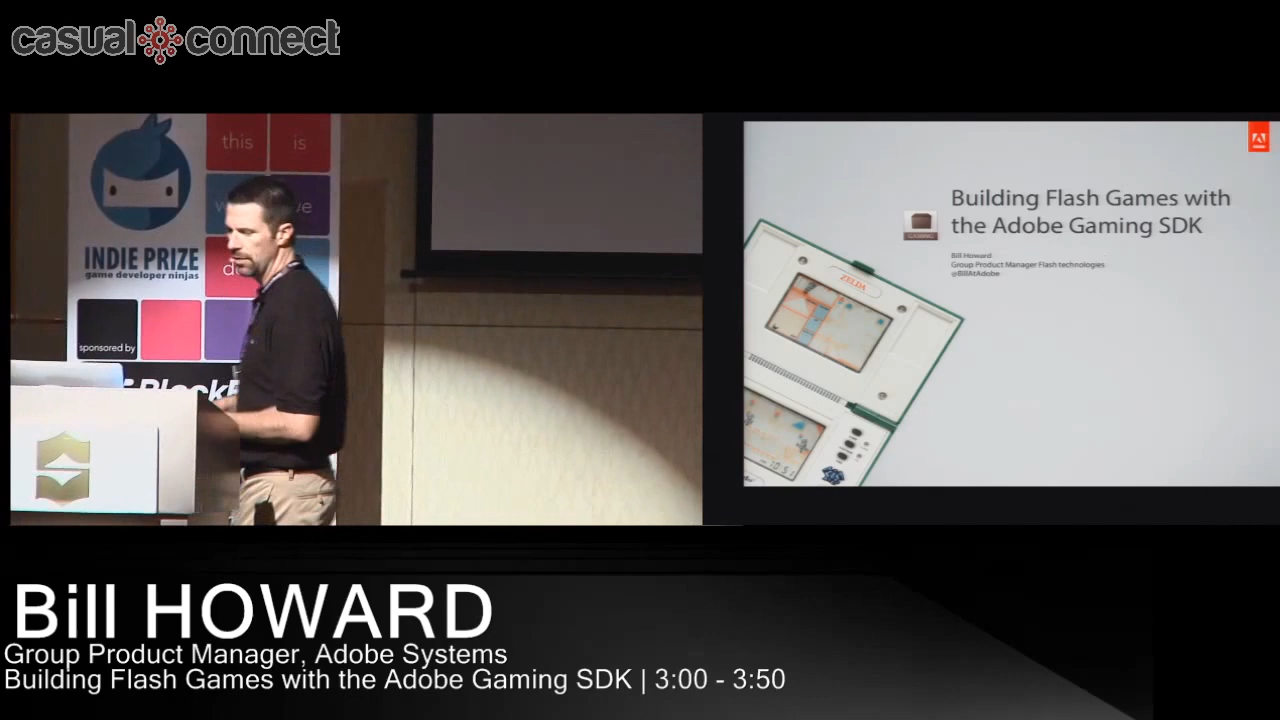 casual connect
this is
INDIE PRIZE
game developer ninjas
sponsored by
Building Flash Games with
the Adobe Gaming SDK
GAMING
Bill Howard
Group Product Manager Flash technologies
@BillAtAdobe
ZELDA
Bill HOWARD
Group Product Manager, Adobe Systems
Building Flash Games with the Adobe Gaming SDK | 3:00 - 3:50